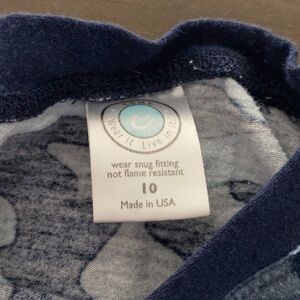 Wear it Live in it
wear snug fitting
not flame resistant
10
Made in USA